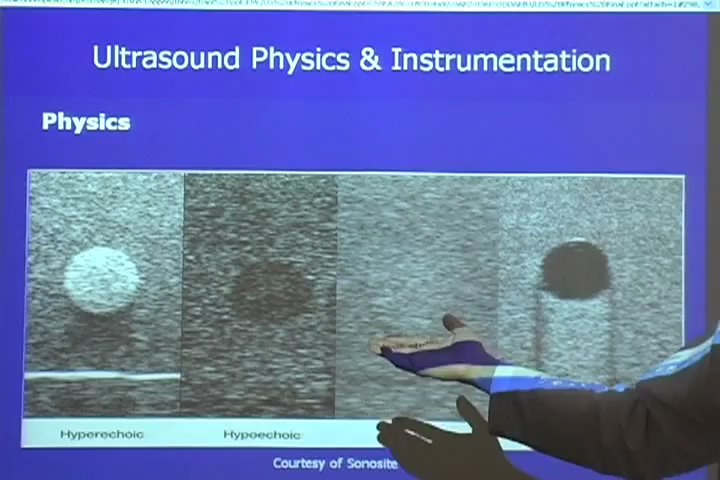 Ultrasound Physics & Instrumentation
Physics
Hyperechoic
Hypoechoic
Courtesy of Sonosite